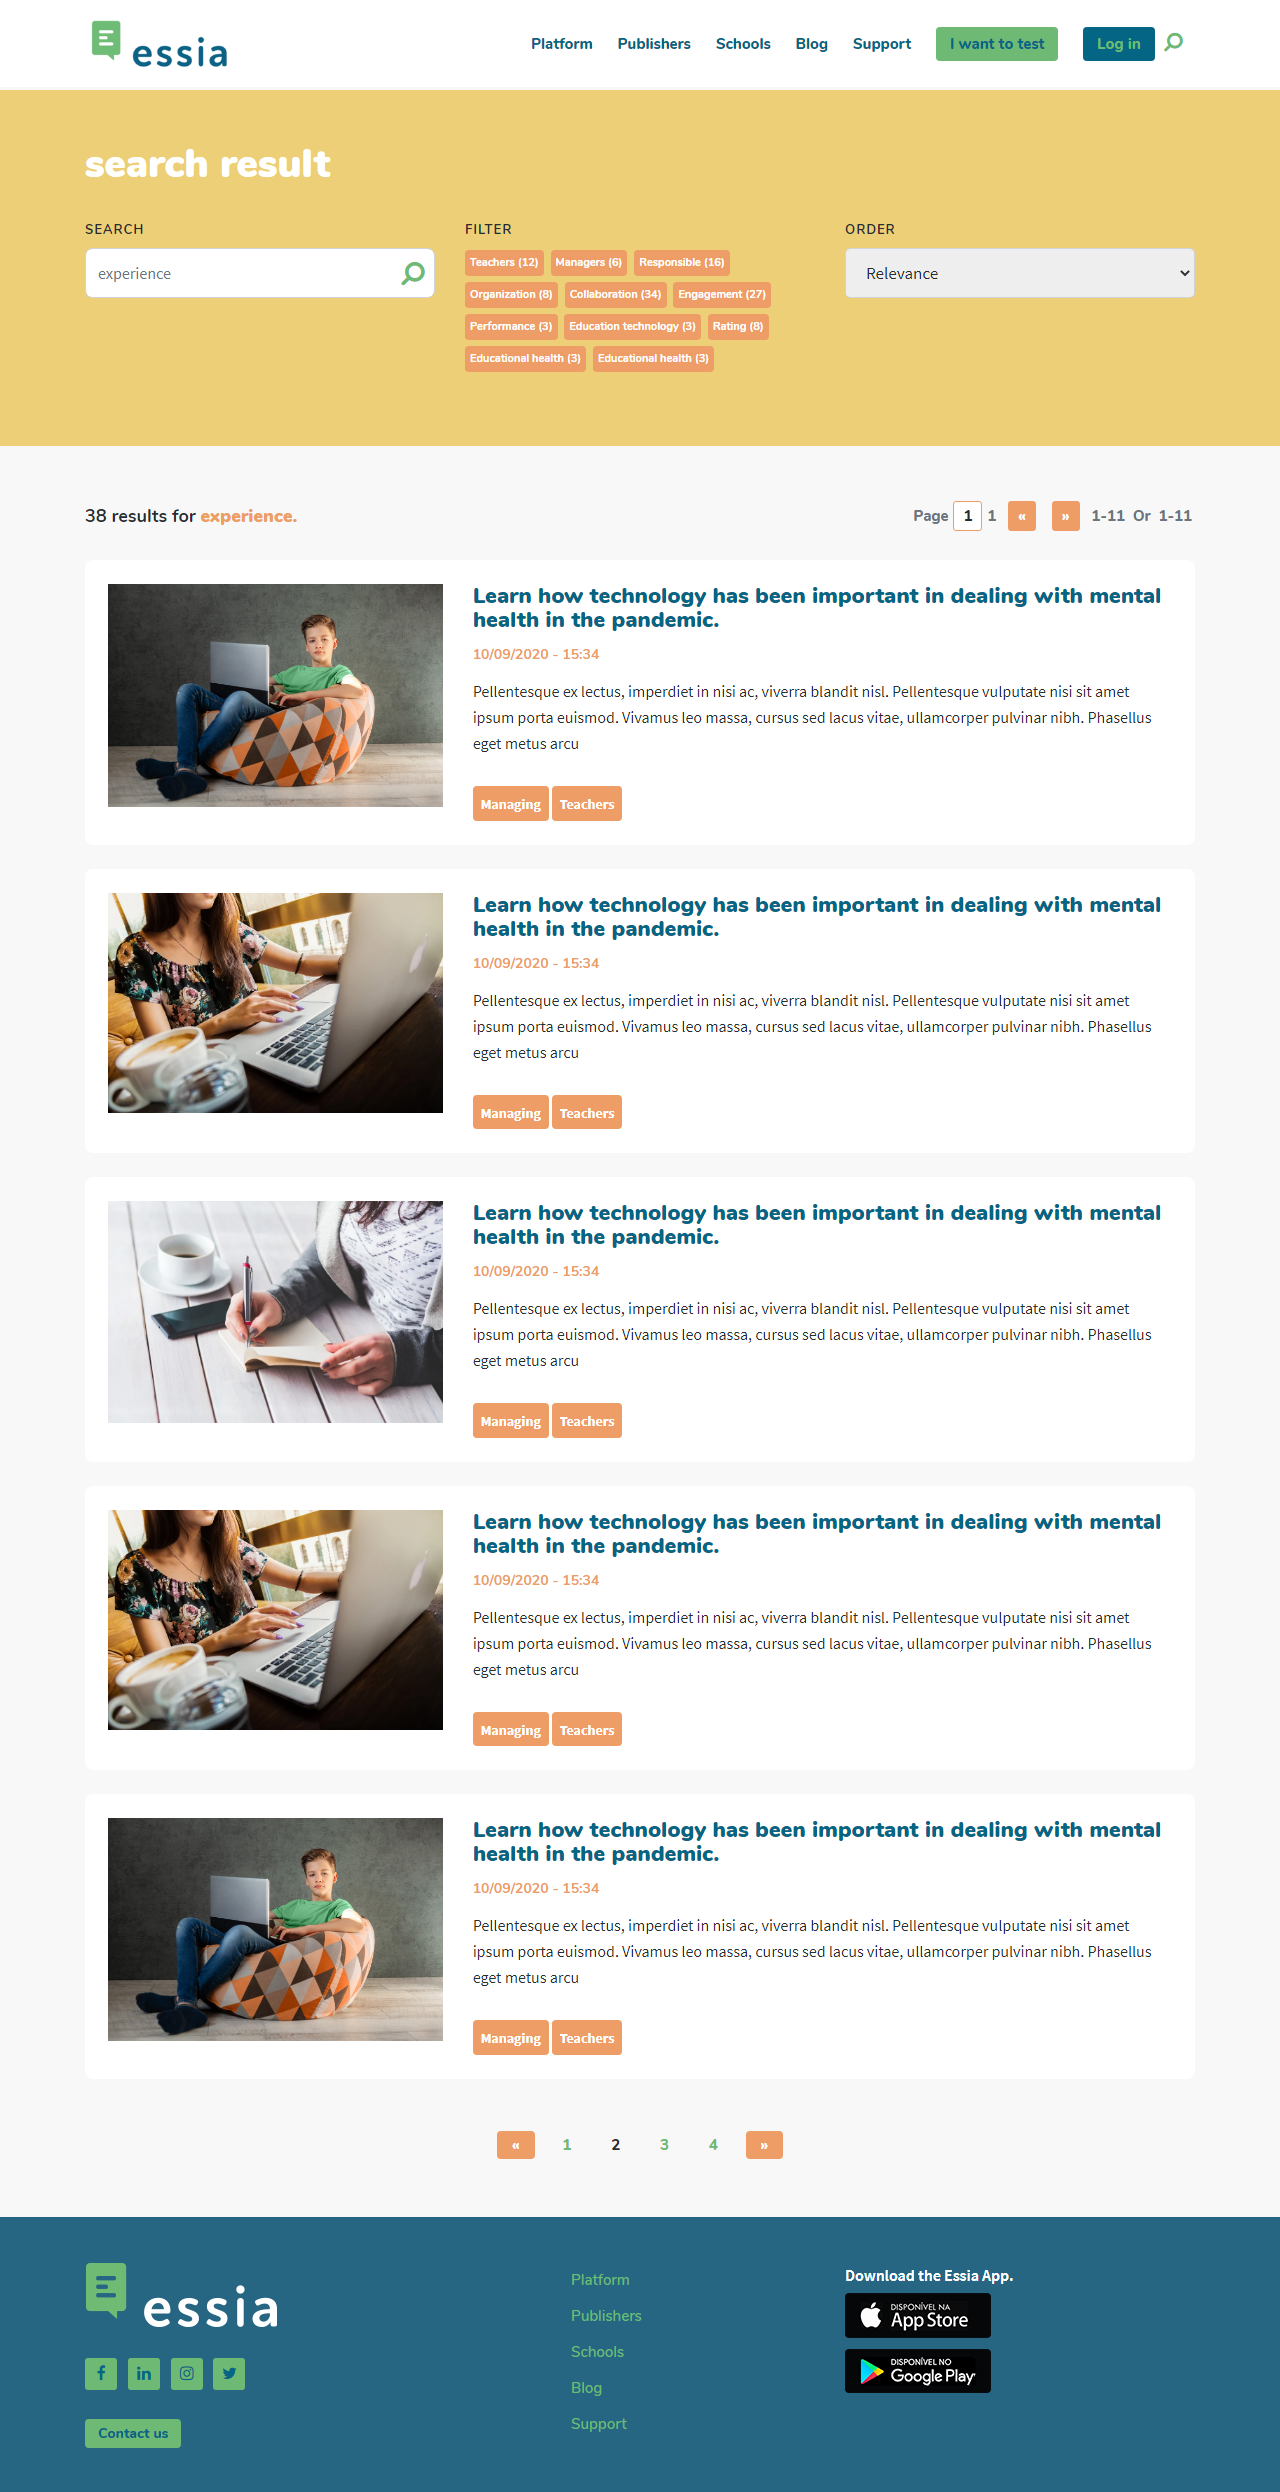 essia
Platform Publishers Schools Blog Support I want to test Log in
search result
SEARCH
experience
FILTER
Teachers (12) Managers (6) Responsible (16)
Organization (8) Collaboration (34) Engagement (27)
Performance (3) Education technology (3) Rating (8)
Educational health (3) Educational health (3)
ORDER
Relevance
38 results for experience.
Page 1 1 « » 1-11 Or 1-11
Learn how technology has been important in dealing with mental
health in the pandemic.
10/09/2020 - 15:34
Pellentesque ex lectus, imperdiet in nisi ac, viverra blandit nisl. Pellentesque vulputate nisi sit amet
ipsum porta euismod. Vivamus leo massa, cursus sed lacus vitae, ullamcorper pulvinar nibh. Phasellus
eget metus arcu
Managing Teachers
Learn how technology has been important in dealing with mental
health in the pandemic.
10/09/2020 - 15:34
Pellentesque ex lectus, imperdiet in nisi ac, viverra blandit nisl. Pellentesque vulputate nisi sit amet
ipsum porta euismod. Vivamus leo massa, cursus sed lacus vitae, ullamcorper pulvinar nibh. Phasellus
eget metus arcu
Managing Teachers
Learn how technology has been important in dealing with mental
health in the pandemic.
10/09/2020 - 15:34
Pellentesque ex lectus, imperdiet in nisi ac, viverra blandit nisl. Pellentesque vulputate nisi sit amet
ipsum porta euismod. Vivamus leo massa, cursus sed lacus vitae, ullamcorper pulvinar nibh. Phasellus
eget metus arcu
Managing Teachers
Learn how technology has been important in dealing with mental
health in the pandemic.
10/09/2020 - 15:34
Pellentesque ex lectus, imperdiet in nisi ac, viverra blandit nisl. Pellentesque vulputate nisi sit amet
ipsum porta euismod. Vivamus leo massa, cursus sed lacus vitae, ullamcorper pulvinar nibh. Phasellus
eget metus arcu
Managing Teachers
Learn how technology has been important in dealing with mental
health in the pandemic.
10/09/2020 - 15:34
Pellentesque ex lectus, imperdiet in nisi ac, viverra blandit nisl. Pellentesque vulputate nisi sit amet
ipsum porta euismod. Vivamus leo massa, cursus sed lacus vitae, ullamcorper pulvinar nibh. Phasellus
eget metus arcu
Managing Teachers
« 1 2 3 4 »
essia
Contact us
Platform
Publishers
Schools
Blog
Support
Download the Essia App.
DISPONÍVEL NA
App Store
DISPONÍVEL NO
Google Play